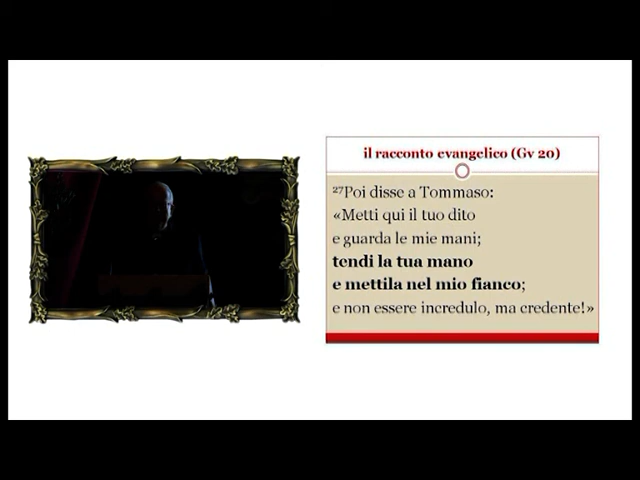 il racconto evangelico (Gv 20)
²⁷Poi disse a Tommaso:
«Metti qui il tuo dito
e guarda le mie mani;
tendi la tua mano
e mettila nel mio fianco;
e non essere incredulo, ma credente!»